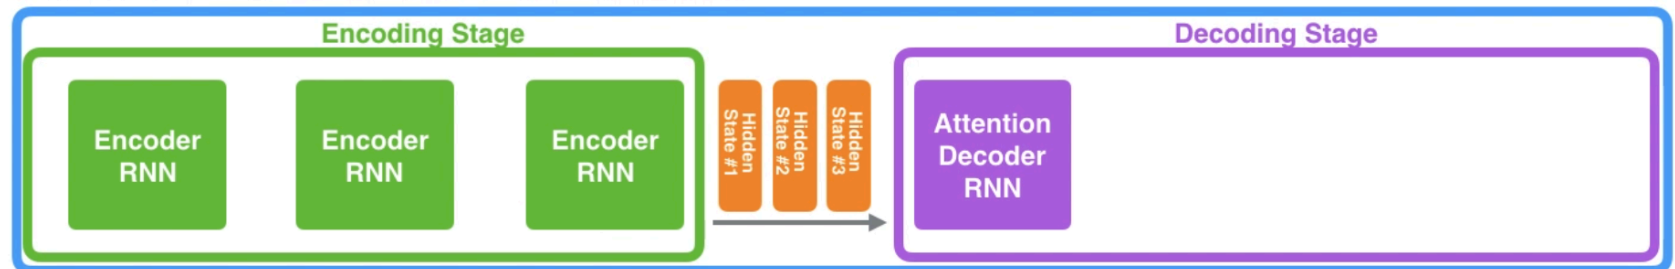 Encoding Stage
Decoding Stage
Encoder
RNN
Encoder
RNN
Encoder
RNN
Hidden
State #1
Hidden
State #2
Hidden
State #3
Attention
Decoder
RNN